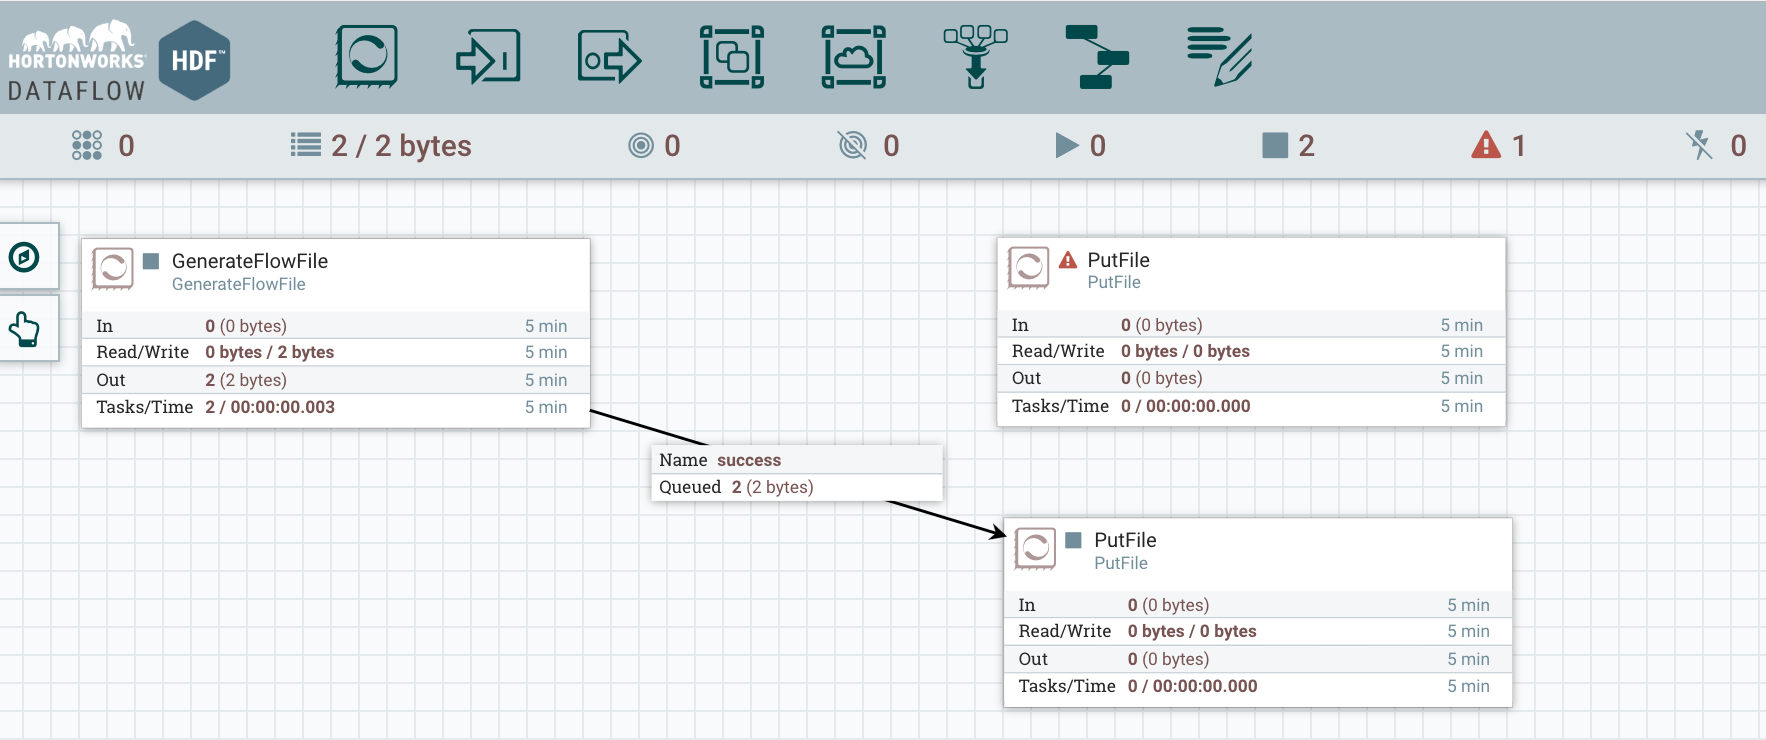 HORTONWORKS
DATAFLOW
HDF™
0
2 / 2 bytes
0
0
0
2
1
0
GenerateFlowFile
GenerateFlowFile
In 0 (0 bytes) 5 min
Read/Write 0 bytes / 2 bytes 5 min
Out 2 (2 bytes) 5 min
Tasks/Time 2 / 00:00:00.003 5 min
PutFile
PutFile
In 0 (0 bytes) 5 min
Read/Write 0 bytes / 0 bytes 5 min
Out 0 (0 bytes) 5 min
Tasks/Time 0 / 00:00:00.000 5 min
Name success
Queued 2 (2 bytes)
PutFile
PutFile
In 0 (0 bytes) 5 min
Read/Write 0 bytes / 0 bytes 5 min
Out 0 (0 bytes) 5 min
Tasks/Time 0 / 00:00:00.000 5 min